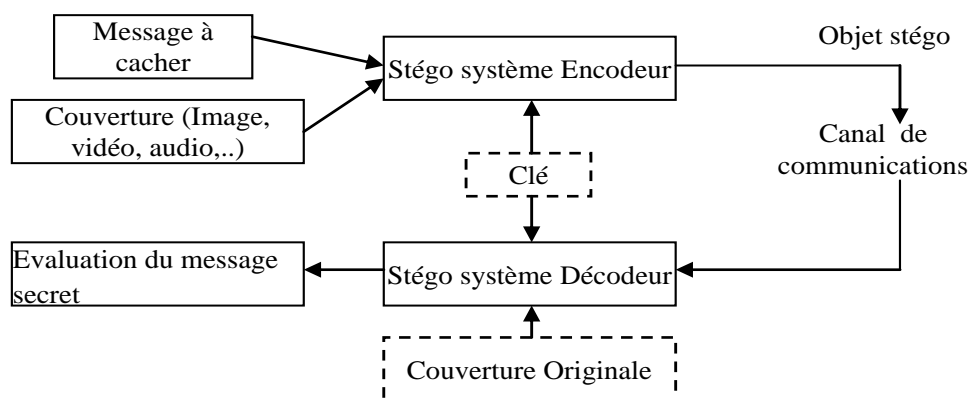 Message à
cacher
Stégo système Encodeur
Objet stégo
Couverture (Image,
vidéo, audio,..)
Canal de
communications
Clé
Evaluation du message
secret
Stégo système Décodeur
Couverture Originale